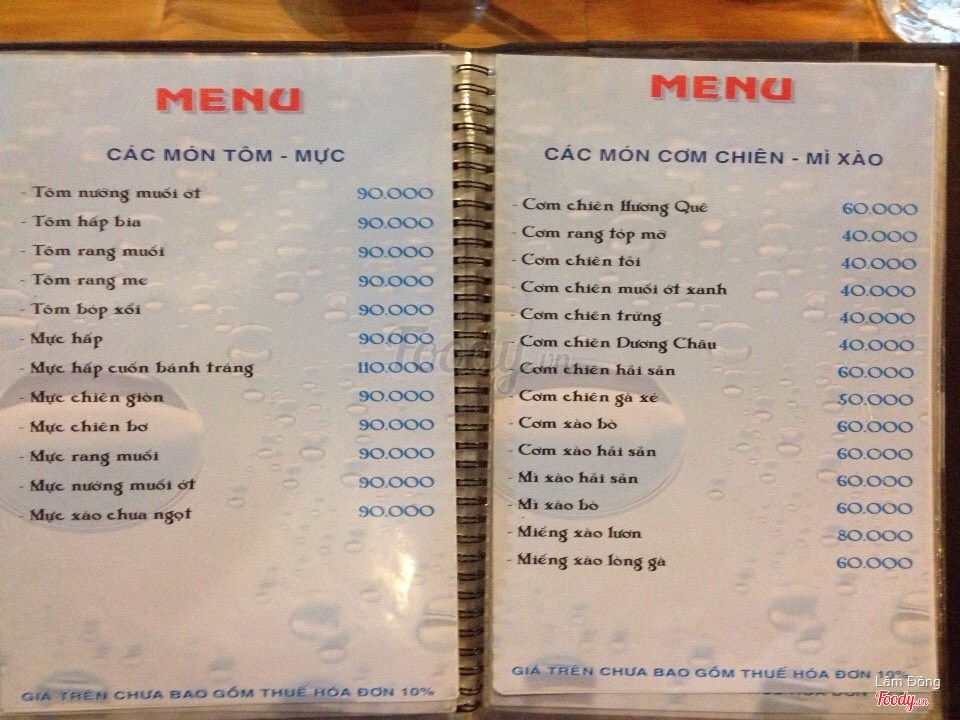 MENU
CÁC MÓN TÔM - MỰC
- Tôm nướng muối ớt 90.000
- Tôm hấp bia 90.000
- Tôm rang muối 90.000
- Tôm rang me 90.000
- Tôm bóp xổi 90.000
- Mực hấp 90.000
- Mực hấp cuốn bánh tráng 110.000
- Mực chiên giòn 90.000
- Mực chiên bơ 90.000
- Mực rang muối 90.000
- Mực nướng muối ớt 90.000
- Mực xào chua ngọt 90.000
GIÁ TRÊN CHƯA BAO GỒM THUẾ HÓA ĐƠN 10%
MENU
CÁC MÓN CƠM CHIÊN - MÌ XÀO
- Cơm chiên Hương Quê 60.000
- Cơm rang tóp mỡ 40.000
- Cơm chiên tỏi 40.000
- Cơm chiên muối ớt xanh 40.000
- Cơm chiên trứng 40.000
- Cơm chiên Dương Châu 40.000
- Cơm chiên hải sản 60.000
- Cơm chiên gà xé 50.000
- Cơm xào bò 60.000
- Cơm xào hải sản 60.000
- Mì xào hải sản 60.000
- Mì xào bò 60.000
- Miếng xào lươn 80.000
- Miếng xào lòng gà 60.000
GIÁ TRÊN CHƯA BAO GỒM THUẾ HÓA ĐƠN 10%
Foody.vn
Lâm Đồng
Foody.vn